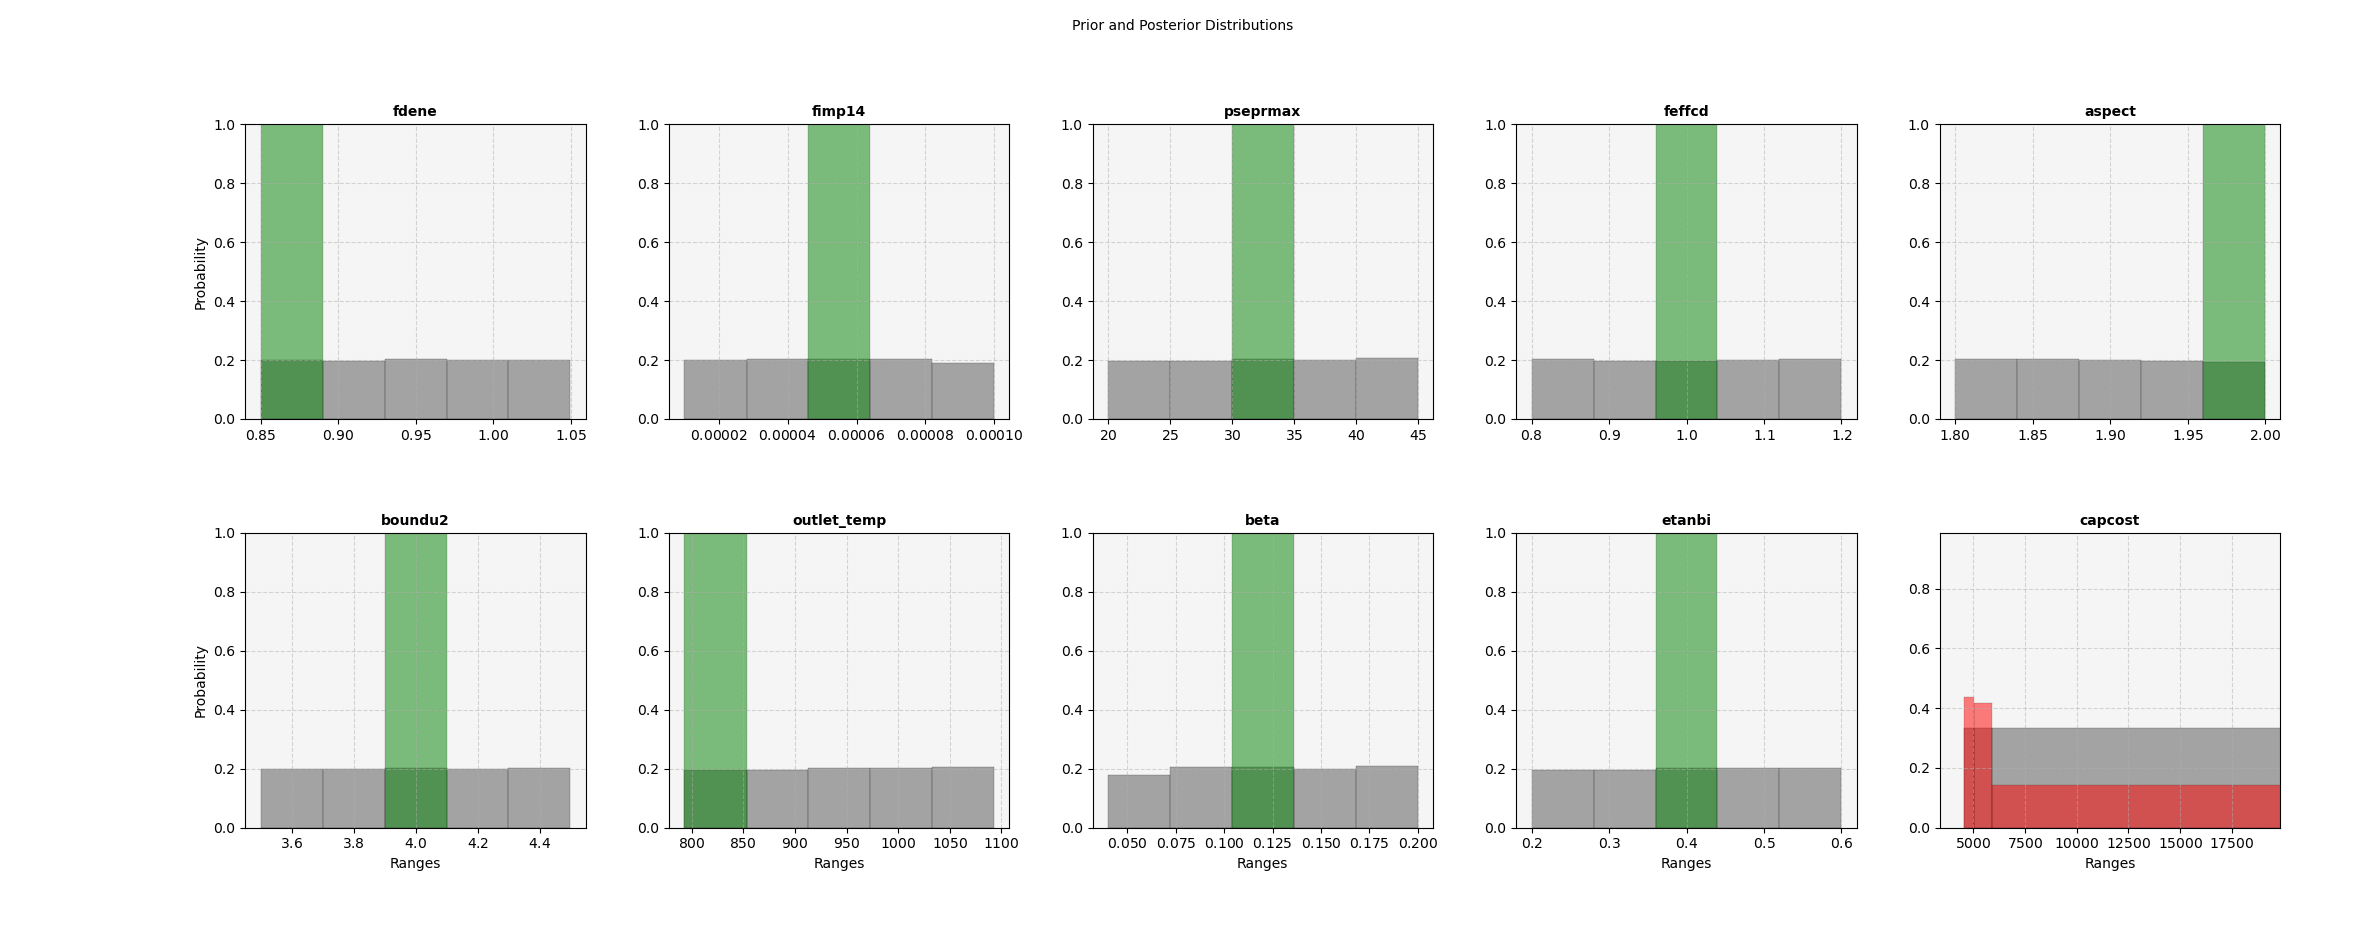 Prior and Posterior Distributions
fdene fimp14 pseprmax feffcd aspect
Probability
1.0 0.8 0.6 0.4 0.2 0.0
0.85 0.90 0.95 1.00 1.05
1.0 0.8 0.6 0.4 0.2 0.0
0.00002 0.00004 0.00006 0.00008 0.00010
1.0 0.8 0.6 0.4 0.2 0.0
20 25 30 35 40 45
1.0 0.8 0.6 0.4 0.2 0.0
0.8 0.9 1.0 1.1 1.2
1.0 0.8 0.6 0.4 0.2 0.0
1.80 1.85 1.90 1.95 2.00
boundu2 outlet_temp beta etanbi capcost
Probability
1.0 0.8 0.6 0.4 0.2 0.0
3.6 3.8 4.0 4.2 4.4
Ranges
1.0 0.8 0.6 0.4 0.2 0.0
800 850 900 950 1000 1050 1100
Ranges
1.0 0.8 0.6 0.4 0.2 0.0
0.050 0.075 0.100 0.125 0.150 0.175 0.200
Ranges
1.0 0.8 0.6 0.4 0.2 0.0
0.2 0.3 0.4 0.5 0.6
Ranges
0.8 0.6 0.4 0.2 0.0
5000 7500 10000 12500 15000 17500
Ranges